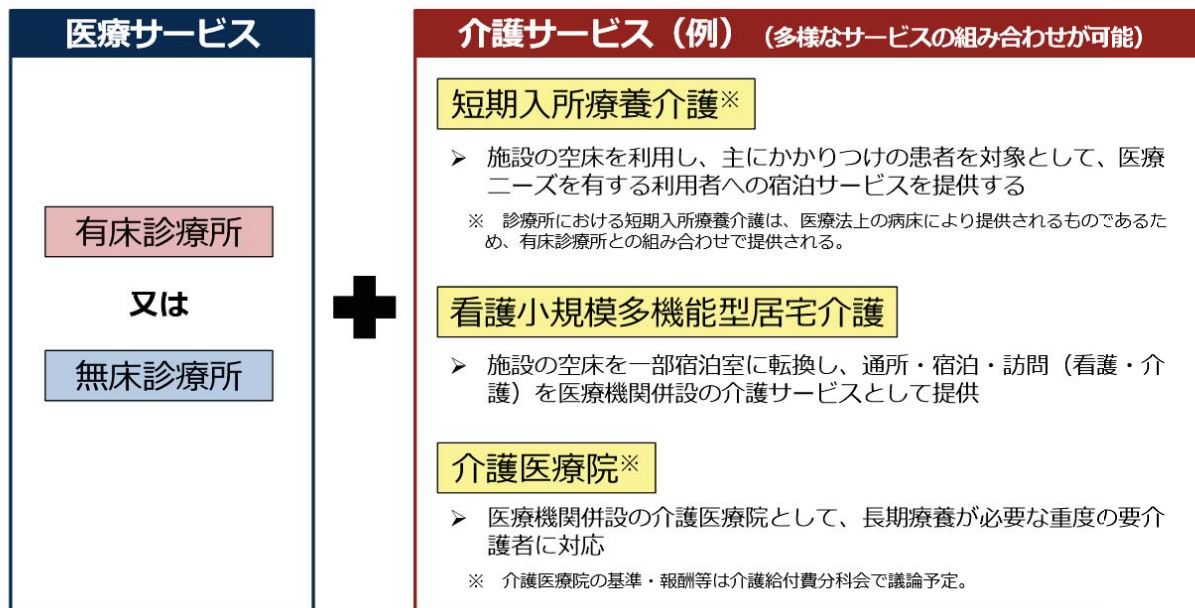 医療サービス
有床診療所
又は
無床診療所
介護サービス（例）（多様なサービスの組み合わせが可能）
短期入所療養介護※
➢ 施設の空床を利用し、主にかかりつけの患者を対象として、医療
ニーズを有する利用者への宿泊サービスを提供する
※ 診療所における短期入所療養介護は、医療法上の病床により提供されるものであるた
め、有床診療所との組み合わせで提供される。
看護小規模多機能型居宅介護
➢ 施設の空床を一部宿泊室に転換し、通所・宿泊・訪問（看護・介
護）を医療機関併設の介護サービスとして提供
介護医療院※
➢ 医療機関併設の介護医療院として、長期療養が必要な重度の要介
護者に対応
※ 介護医療院の基準・報酬等は介護給付費分科会で議論予定。